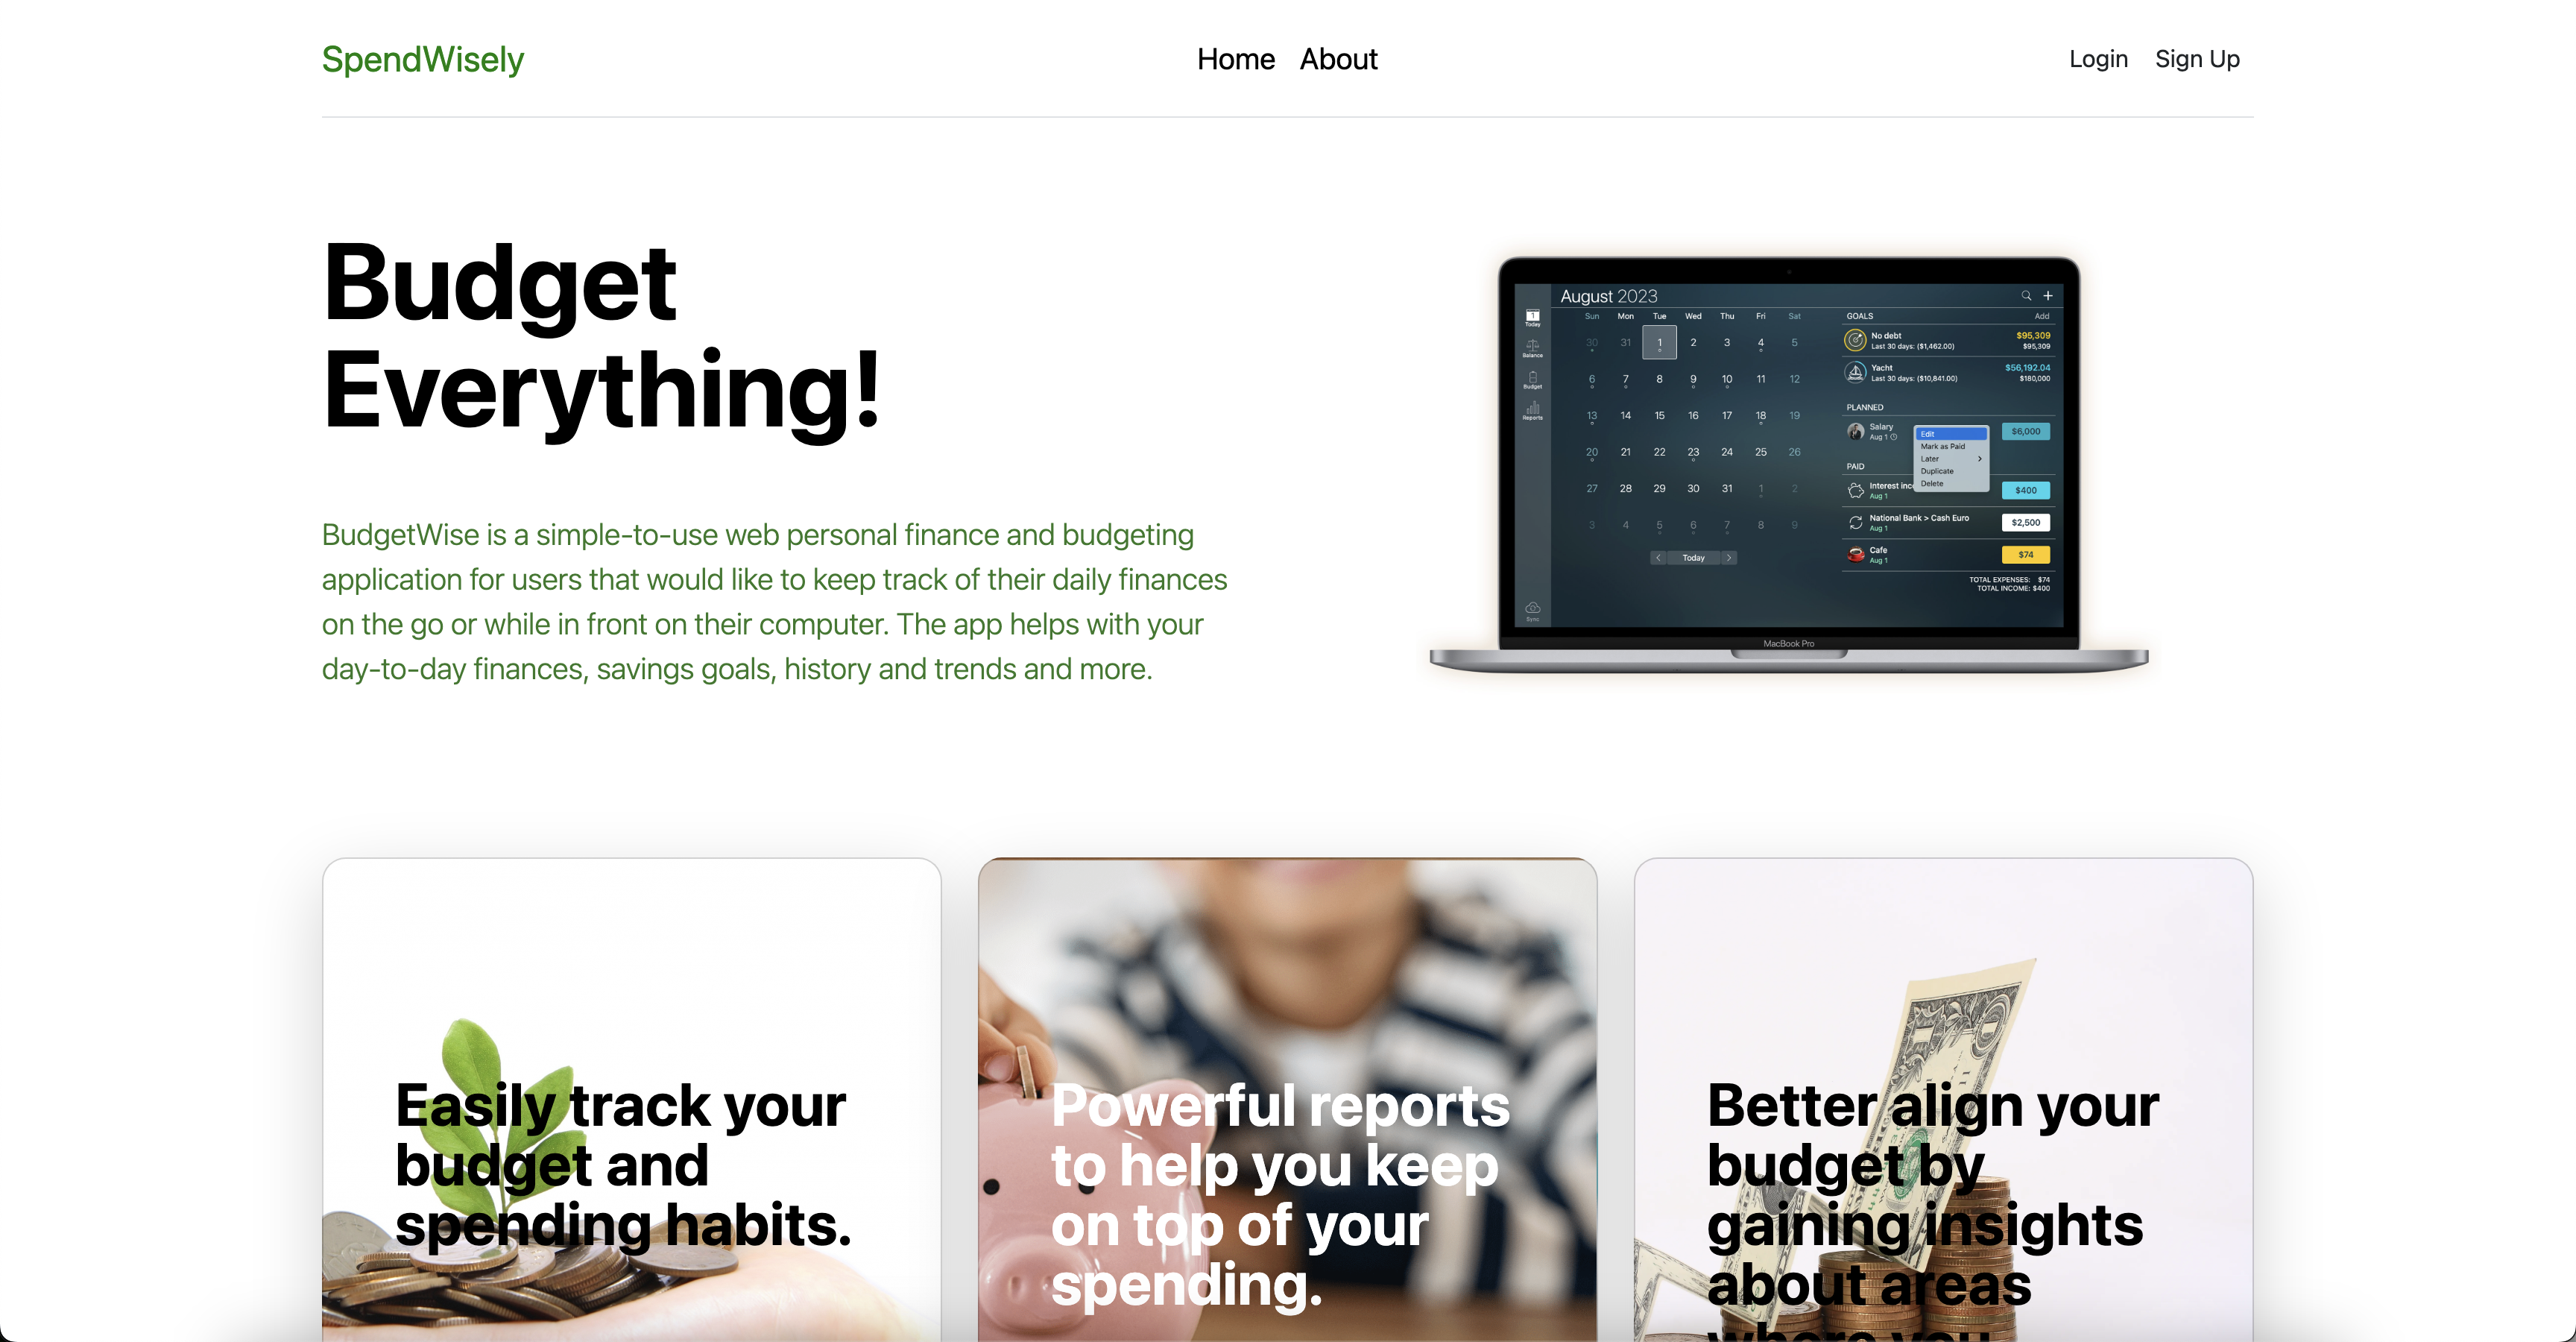 SpendWisely
Home About
Login Sign Up
Budget
Everything!
BudgetWise is a simple-to-use web personal finance and budgeting
application for users that would like to keep track of their daily finances
on the go or while in front on their computer. The app helps with your
day-to-day finances, savings goals, history and trends and more.
August 2023
Today
Balance
Budget
Reports
Sync
Sun Mon Tue Wed Thu Fri Sat
30 31 1 2 3 4 5
6 7 8 9 10 11 12
13 14 15 16 17 18 19
20 21 22 23 24 25 26
27 28 29 30 31 1 2
3 4 5 6 7 8 9
Today
GOALS Add
No debt $95,309
Last 30 days: ($1,462.00) $95,309
Yacht $56,192.04
Last 30 days: ($10,841.00) $180,000
PLANNED
Salary $6,000
Aug 1
Edit
Mark as Paid
Later
Duplicate
Delete
PAID
Interest inc $400
Aug 1
National Bank > Cash Euro $2,500
Aug 1
Cafe $74
Aug 1
TOTAL EXPENSES: $74
TOTAL INCOME: $400
MacBook Pro
Easily track your
budget and
spending habits.
Powerful reports
to help you keep
on top of your
spending.
Better align your
budget by
gaining insights
about areas
where you